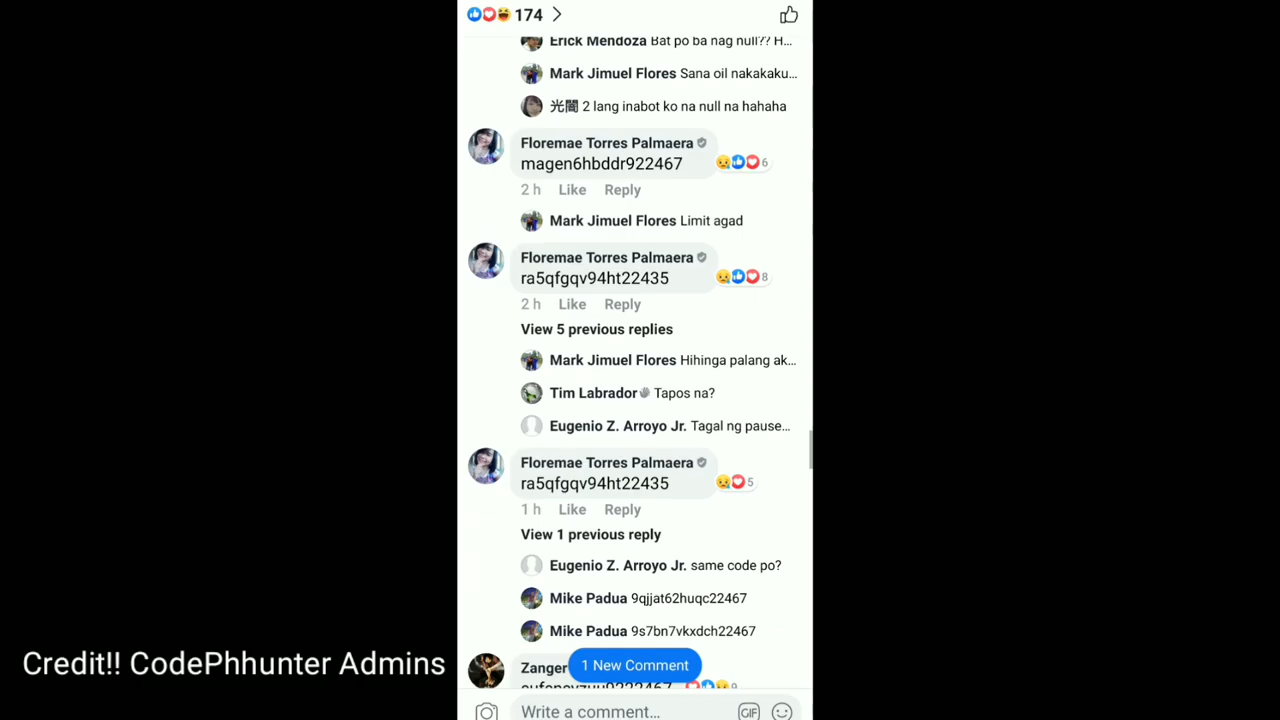 174
Erick Mendoza Bat po ba nag null?? H...
Mark Jimuel Flores Sana oil nakakaku...
光闇 2 lang inabot ko na null na hahaha
Floremae Torres Palmaera
magen6hbddr922467
6
2 h Like Reply
Mark Jimuel Flores Limit agad
Floremae Torres Palmaera
ra5qfgqv94ht22435
8
2 h Like Reply
View 5 previous replies
Mark Jimuel Flores Hihinga palang ak...
Tim Labrador Tapos na?
Eugenio Z. Arroyo Jr. Tagal ng pause...
Floremae Torres Palmaera
ra5qfgqv94ht22435
5
1 h Like Reply
View 1 previous reply
Eugenio Z. Arroyo Jr. same code po?
Mike Padua 9qjjat62huqc22467
Mike Padua 9s7bn7vkxdch22467
Zanger
1 New Comment
9
Write a comment...
GIF
Credit!! CodePhhunter Admins